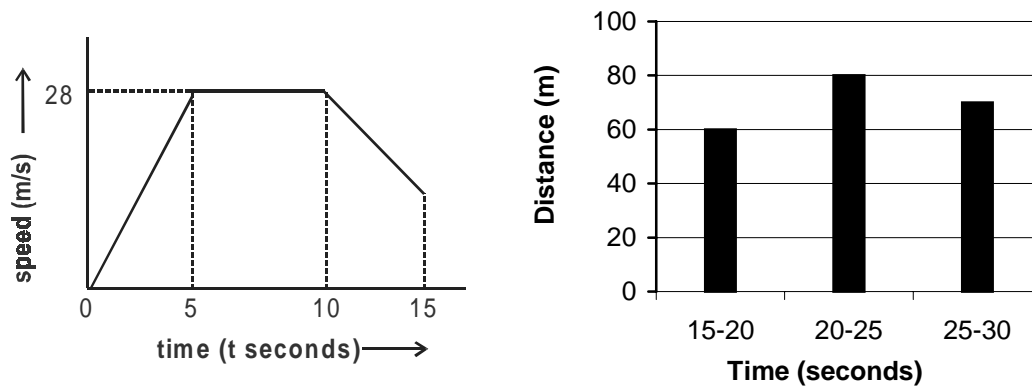 28
speed (m/s)
0 5 10 15
time (t seconds)
100
80
60
40
20
0
Distance (m)
15-20 20-25 25-30
Time (seconds)